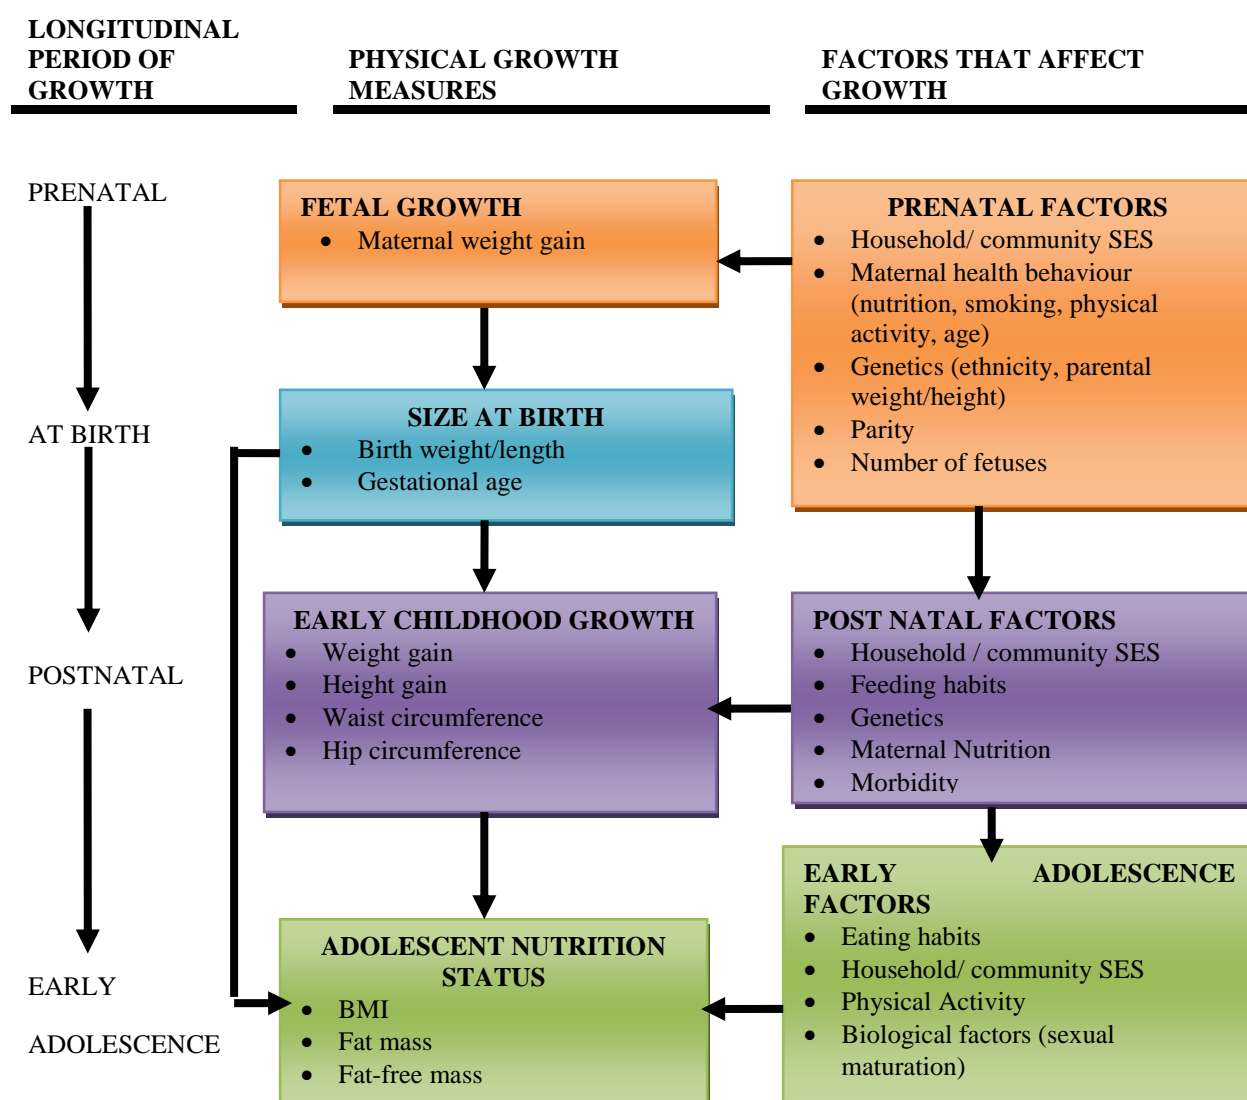 LONGITUDINAL
PERIOD OF
GROWTH
PHYSICAL GROWTH
MEASURES
FACTORS THAT AFFECT
GROWTH
PRENATAL
FETAL GROWTH
• Maternal weight gain
PRENATAL FACTORS
• Household/ community SES
• Maternal health behaviour
(nutrition, smoking, physical
activity, age)
• Genetics (ethnicity, parental
weight/height)
• Parity
• Number of fetuses
AT BIRTH
SIZE AT BIRTH
• Birth weight/length
• Gestational age
POSTNATAL
EARLY CHILDHOOD GROWTH
• Weight gain
• Height gain
• Waist circumference
• Hip circumference
POST NATAL FACTORS
• Household / community SES
• Feeding habits
• Genetics
• Maternal Nutrition
• Morbidity
EARLY
ADOLESCENCE
ADOLESCENT NUTRITION
STATUS
• BMI
• Fat mass
• Fat-free mass
EARLY ADOLESCENCE
FACTORS
• Eating habits
• Household/ community SES
• Physical Activity
• Biological factors (sexual
maturation)